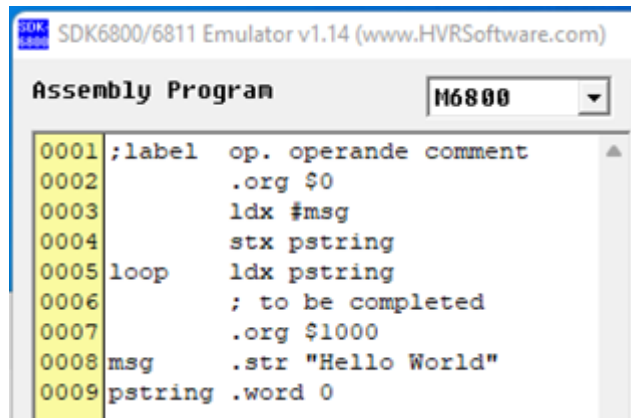 SDK-6800 SDK6800/6811 Emulator v1.14 (www.HVRSoftware.com)
Assembly Program M6800
0001 ;label op. operande comment
0002 .org $0
0003 ldx #msg
0004 stx pstring
0005 loop ldx pstring
0006 ; to be completed
0007 .org $1000
0008 msg .str "Hello World"
0009 pstring .word 0